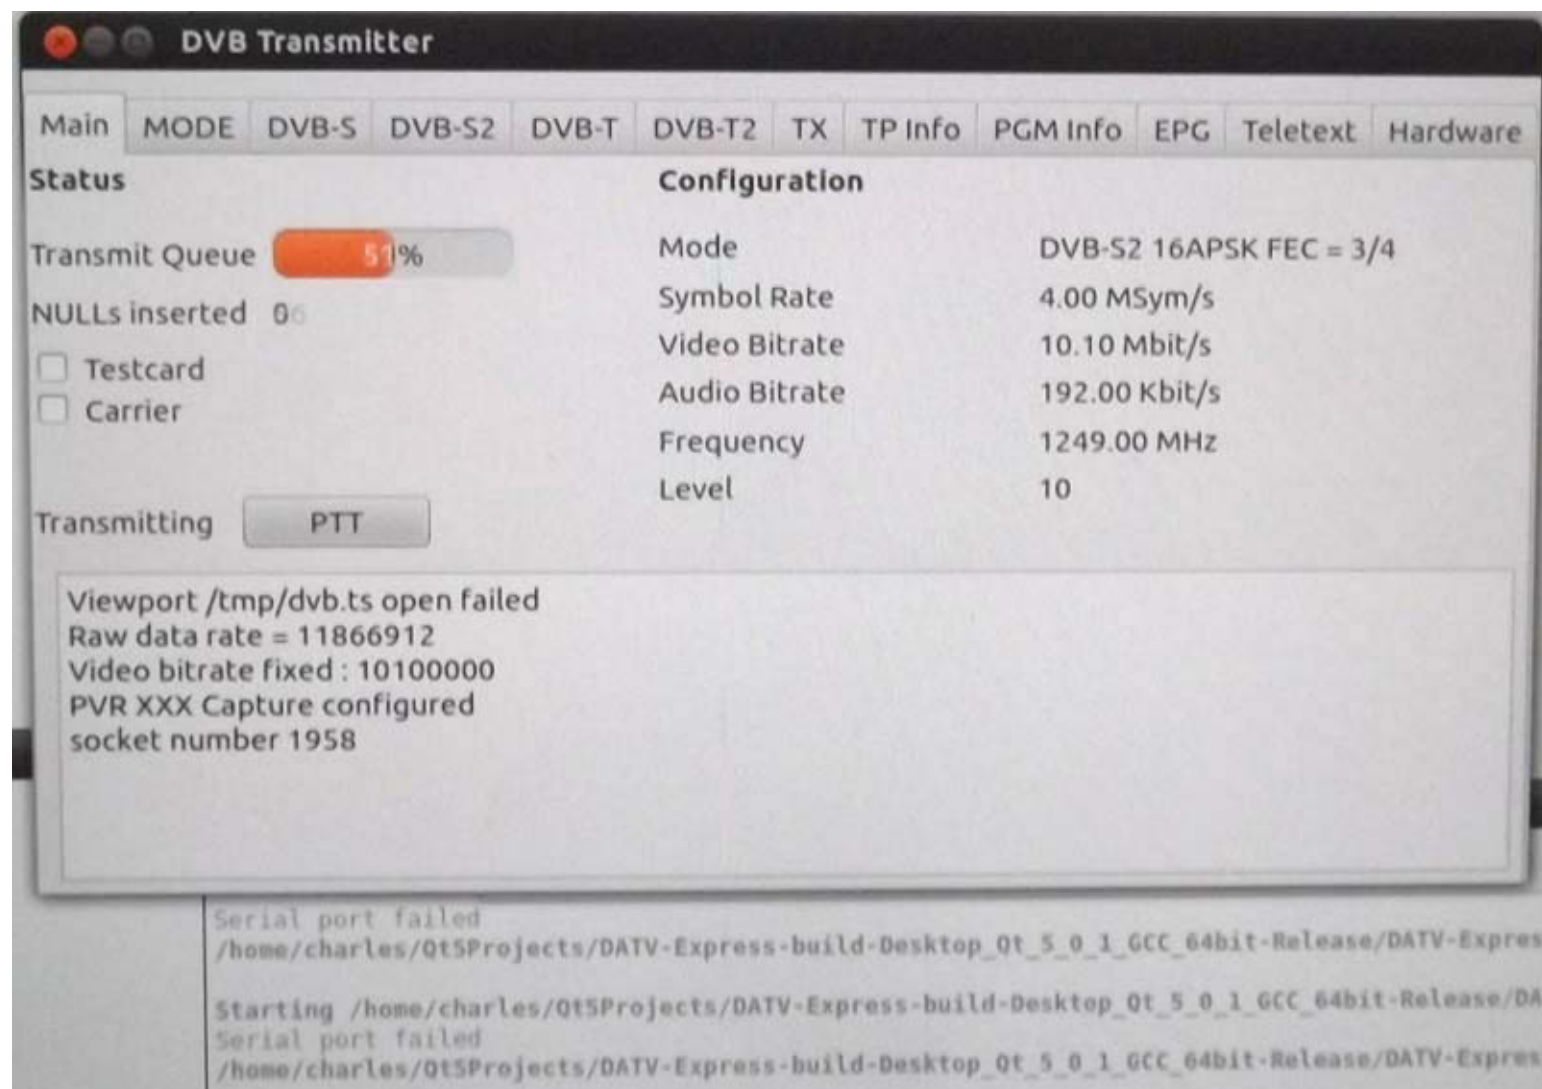 DVB Transmitter
Main MODE DVB-S DVB-S2 DVB-T DVB-T2 TX TP Info PGM Info EPG Teletext Hardware
Status
Configuration
Transmit Queue 51%
Mode DVB-S2 16APSK FEC = 3/4
NULLs inserted
Symbol Rate 4.00 MSym/s
Video Bitrate 10.10 Mbit/s
Testcard
Audio Bitrate 192.00 Kbit/s
Carrier
Frequency 1249.00 MHz
Level 10
Transmitting PTT
Viewport /tmp/dvb.ts open failed
Raw data rate = 11866912
Video bitrate fixed : 10100000
PVR XXX Capture configured
socket number 1958
Serial port failed
/home/charles/Qt5Projects/DATV-Express-build-Desktop_Qt_5_0_1_GCC_64bit-Release/DATV-Expres
Starting /home/charles/Qt5Projects/DATV-Express-build-Desktop_Qt_5_0_1_GCC_64bit-Release/DA
Serial port failed
/home/charles/Qt5Projects/DATV-Express-build-Desktop_Qt_5_0_1_GCC_64bit-Release/DATV-Expres